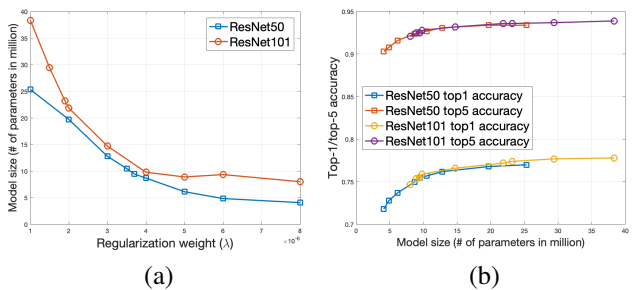 40
35
30
25
20
15
10
5
0
Model size (# of parameters in million)
ResNet50
ResNet101
1 2 3 4 5 6 7 8
×10⁻⁶
Regularization weight (λ)
(a)
0.95
0.9
0.85
0.8
0.75
0.7
Top-1/top-5 accuracy
ResNet50 top1 accuracy
ResNet50 top5 accuracy
ResNet101 top1 accuracy
ResNet101 top5 accuracy
0 5 10 15 20 25 30 35 40
Model size (# of parameters in million)
(b)